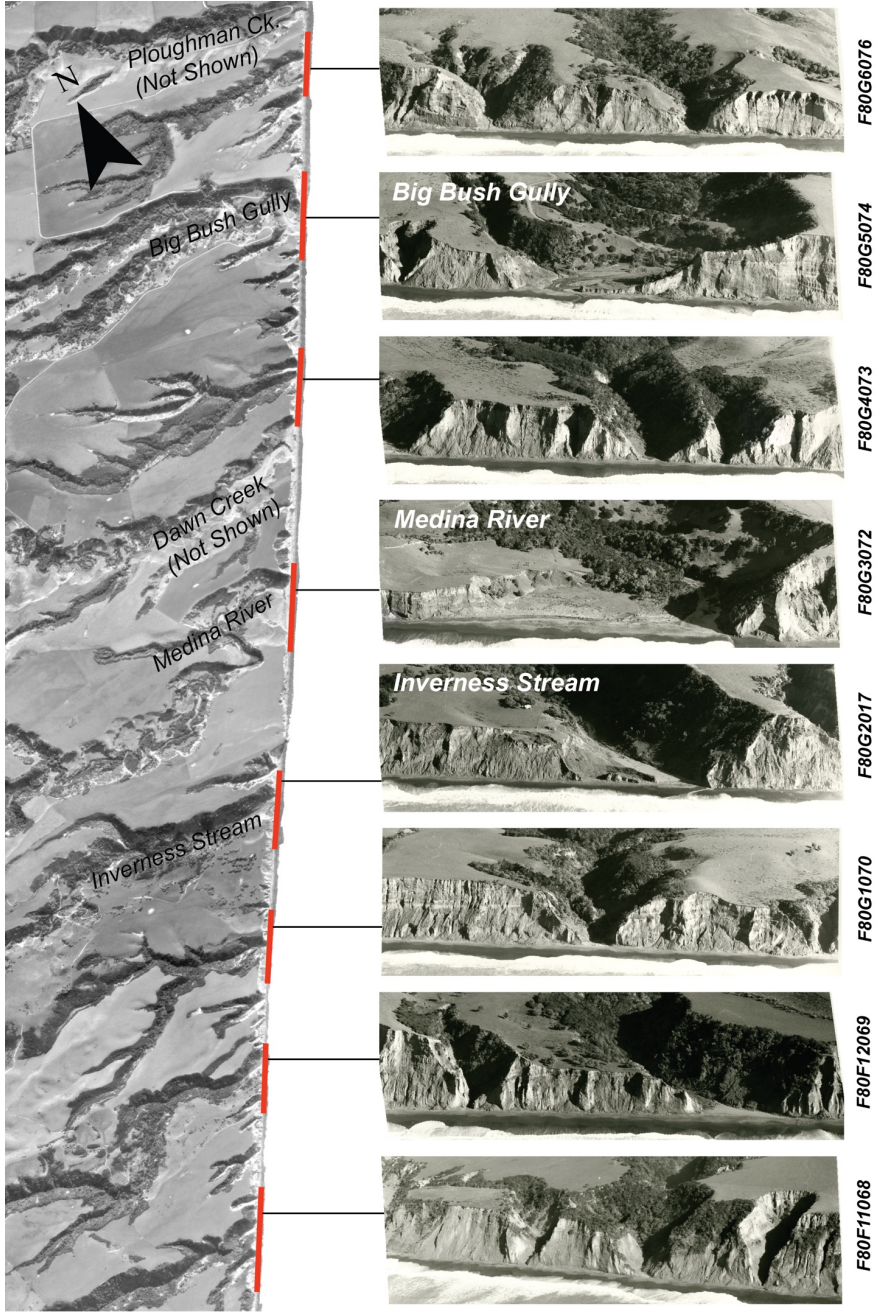 Ploughman Ck.
(Not Shown)
N
Big Bush Gully
Dawn Creek
(Not Shown)
Medina River
Inverness Stream
F80G6076
Big Bush Gully
F80G5074
F80G4073
Medina River
F80G3072
Inverness Stream
F80G2017
F80G1070
F80F12069
F80F11068